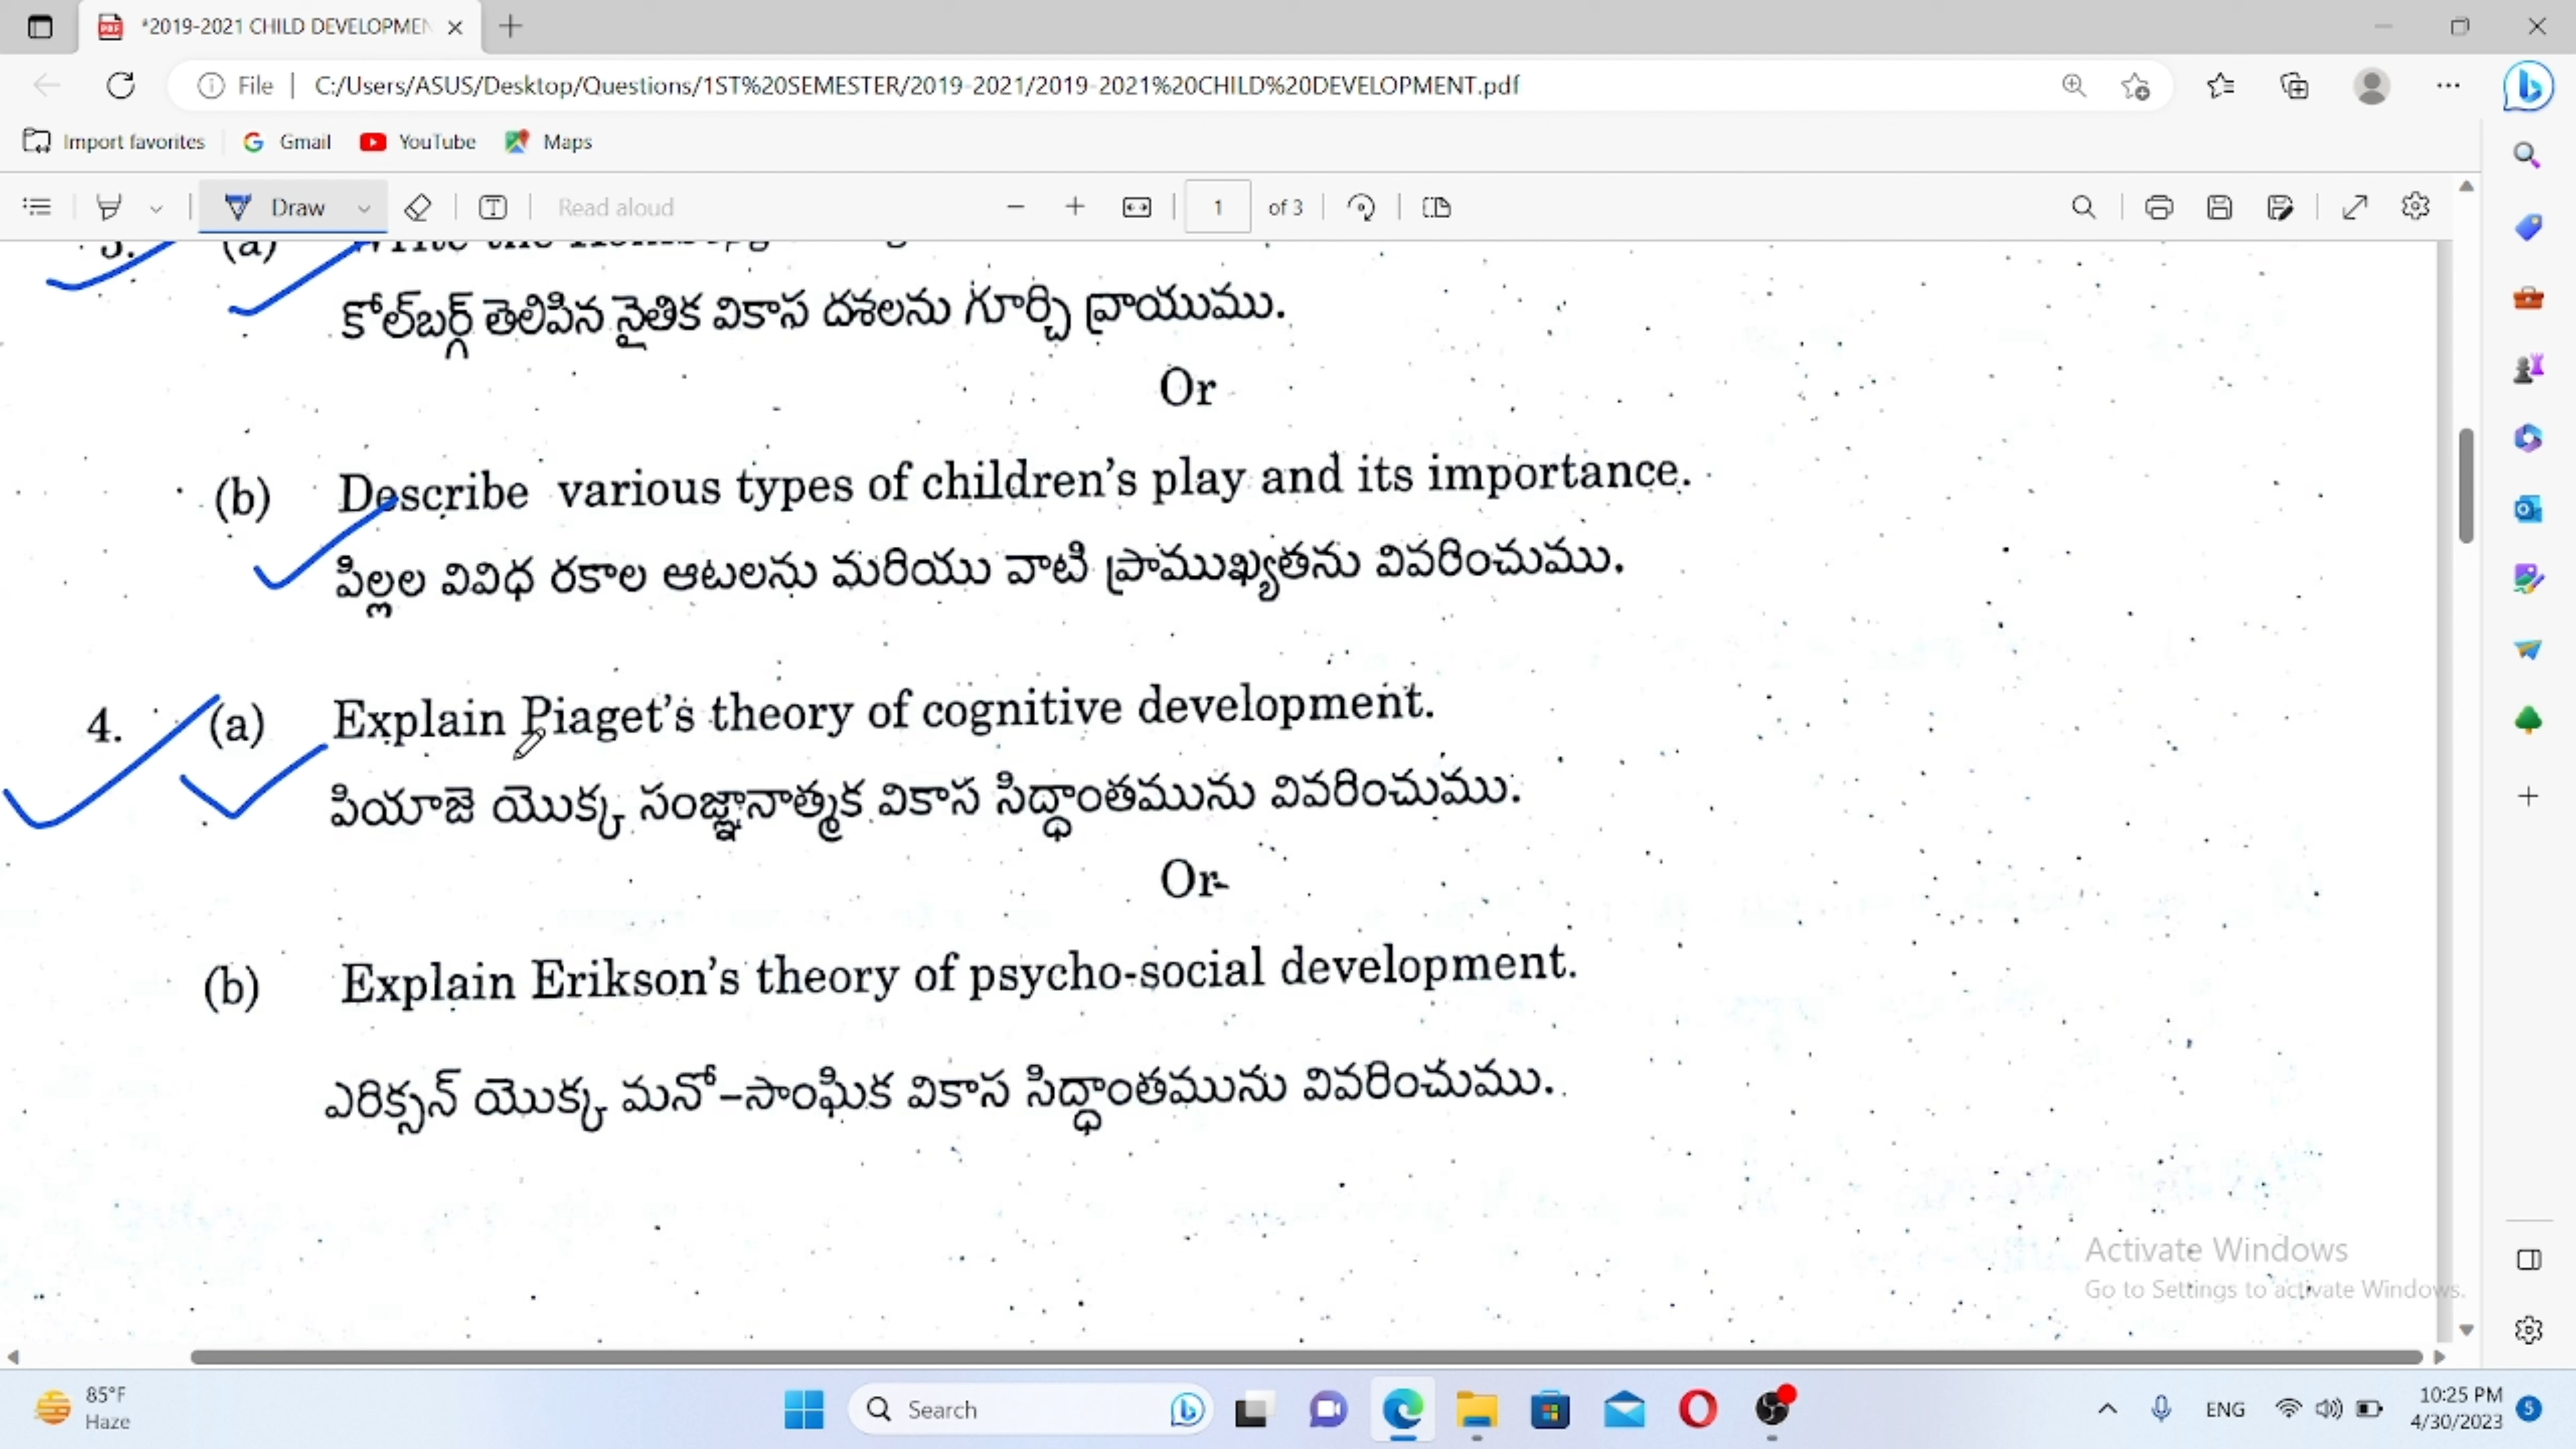 *2019-2021 CHILD DEVELOPMEN
File | C:/Users/ASUS/Desktop/Questions/1ST%20SEMESTER/2019-2021/2019-2021%20CHILD%20DEVELOPMENT.pdf
Import favorites Gmail YouTube Maps
Draw Read aloud 1 of 3
(a) Write the
కోల్‌బర్గ్ తెలిపిన నైతిక వికాస దశలను గూర్చి వ్రాయుము.
Or
(b) Describe various types of children's play and its importance.
పిల్లల వివిధ రకాల ఆటలను మరియు వాటి ప్రాముఖ్యతను వివరించుము.
4. (a) Explain Piaget's theory of cognitive development.
పియాజె యొక్క సంజ్ఞానాత్మక వికాస సిద్ధాంతమును వివరించుము.
Or
(b) Explain Erikson's theory of psycho-social development.
ఎరిక్సన్ యొక్క మనో-సాంఘిక వికాస సిద్ధాంతమును వివరించుము.
Activate Windows
Go to Settings to activate Windows.
85°F
Haze
Search
ENG
10:25 PM
4/30/2023
5